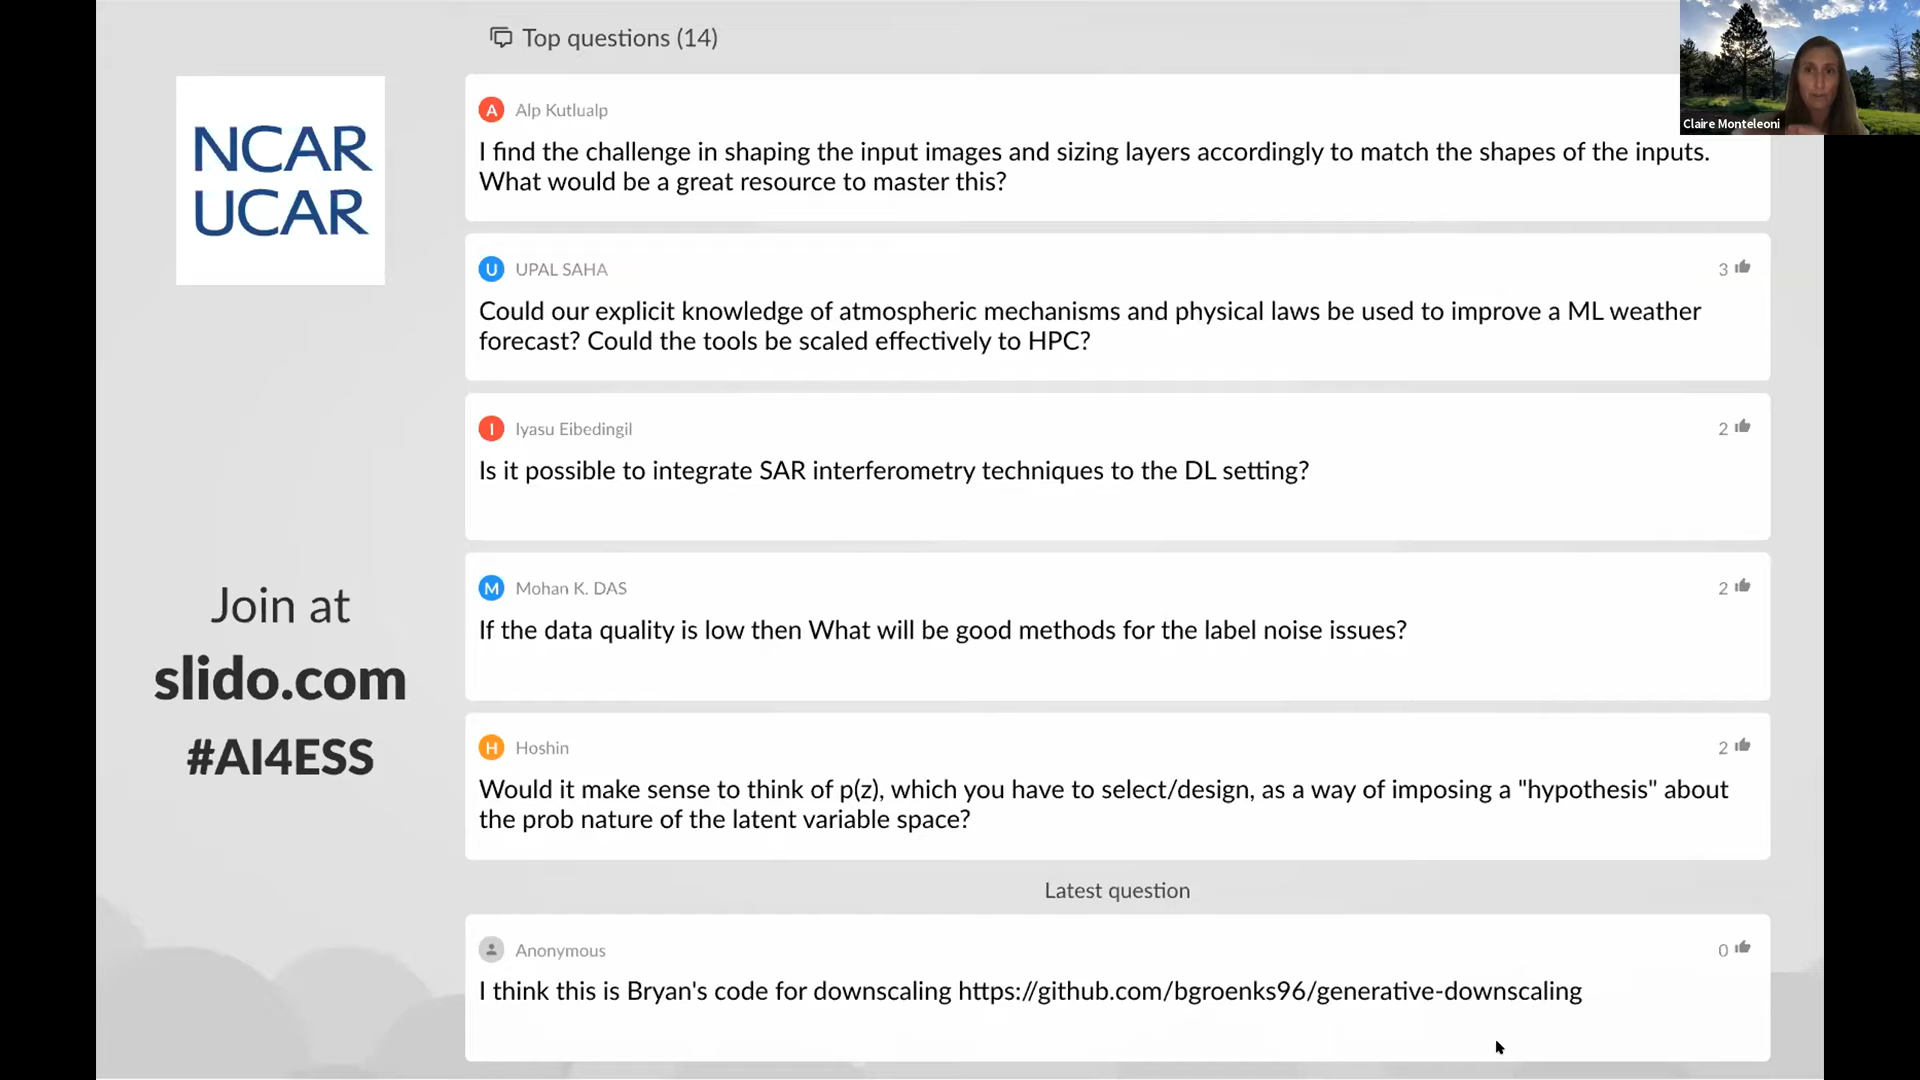 Top questions (14)
NCAR
UCAR
A Alp Kutlualp
I find the challenge in shaping the input images and sizing layers accordingly to match the shapes of the inputs.
What would be a great resource to master this?
Claire Monteleoni
U UPAL SAHA 3
Could our explicit knowledge of atmospheric mechanisms and physical laws be used to improve a ML weather
forecast? Could the tools be scaled effectively to HPC?
I Iyasu Eibedingil 2
Is it possible to integrate SAR interferometry techniques to the DL setting?
M Mohan K. DAS 2
If the data quality is low then What will be good methods for the label noise issues?
Join at
slido.com
#AI4ESS
H Hoshin 2
Would it make sense to think of p(z), which you have to select/design, as a way of imposing a "hypothesis" about
the prob nature of the latent variable space?
Latest question
Anonymous 0
I think this is Bryan's code for downscaling https://github.com/bgroenks96/generative-downscaling